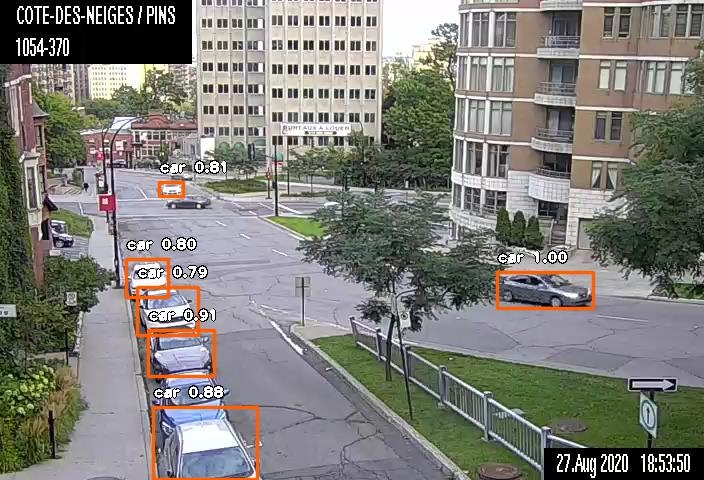 COTE-DES-NEIGES / PINS
1054-370
BUREAUX A LOUER
car 0.81
car 0.80
car 0.79
car 1.00
car 0.91
car 0.88
27.Aug 2020 18:53:50